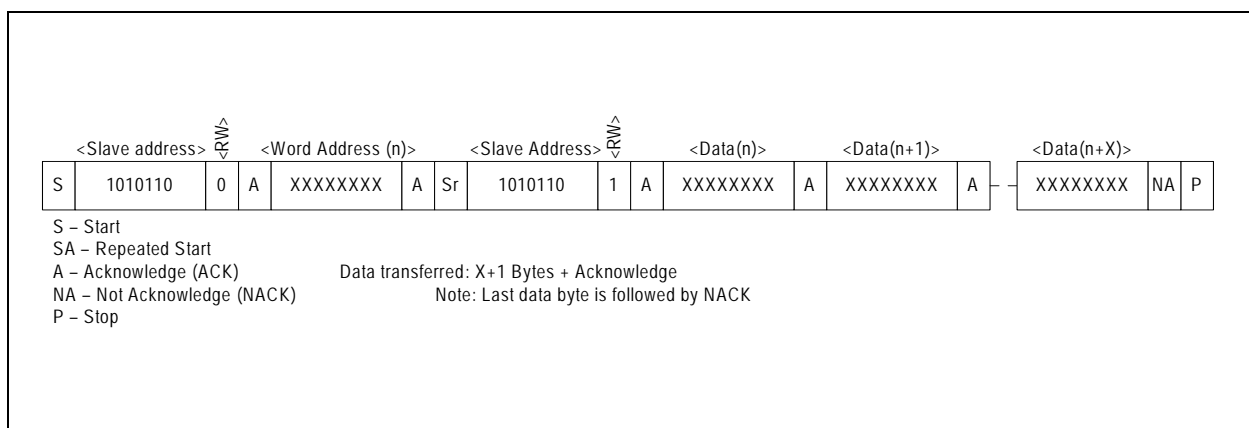 <Slave address> <RW> <Word Address (n)> <Slave Address> <RW> <Data(n)> <Data(n+1)> <Data(n+X)>
S 1010110 0 A XXXXXXXX A Sr 1010110 1 A XXXXXXXX A XXXXXXXX A XXXXXXXX NA P
S – Start
SA – Repeated Start
A – Acknowledge (ACK) Data transferred: X+1 Bytes + Acknowledge
NA – Not Acknowledge (NACK) Note: Last data byte is followed by NACK
P – Stop